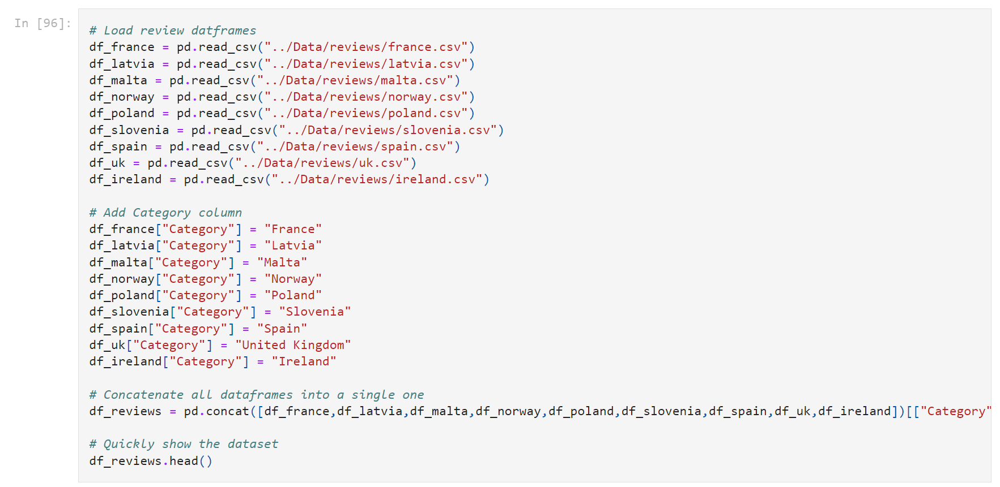 In [96]:
# Load review datframes
df_france = pd.read_csv("../Data/reviews/france.csv")
df_latvia = pd.read_csv("../Data/reviews/latvia.csv")
df_malta = pd.read_csv("../Data/reviews/malta.csv")
df_norway = pd.read_csv("../Data/reviews/norway.csv")
df_poland = pd.read_csv("../Data/reviews/poland.csv")
df_slovenia = pd.read_csv("../Data/reviews/slovenia.csv")
df_spain = pd.read_csv("../Data/reviews/spain.csv")
df_uk = pd.read_csv("../Data/reviews/uk.csv")
df_ireland = pd.read_csv("../Data/reviews/ireland.csv")
# Add Category column
df_france["Category"] = "France"
df_latvia["Category"] = "Latvia"
df_malta["Category"] = "Malta"
df_norway["Category"] = "Norway"
df_poland["Category"] = "Poland"
df_slovenia["Category"] = "Slovenia"
df_spain["Category"] = "Spain"
df_uk["Category"] = "United Kingdom"
df_ireland["Category"] = "Ireland"
# Concatenate all dataframes into a single one
df_reviews = pd.concat([df_france,df_latvia,df_malta,df_norway,df_poland,df_slovenia,df_spain,df_uk,df_ireland])[["Category"
# Quickly show the dataset
df_reviews.head()